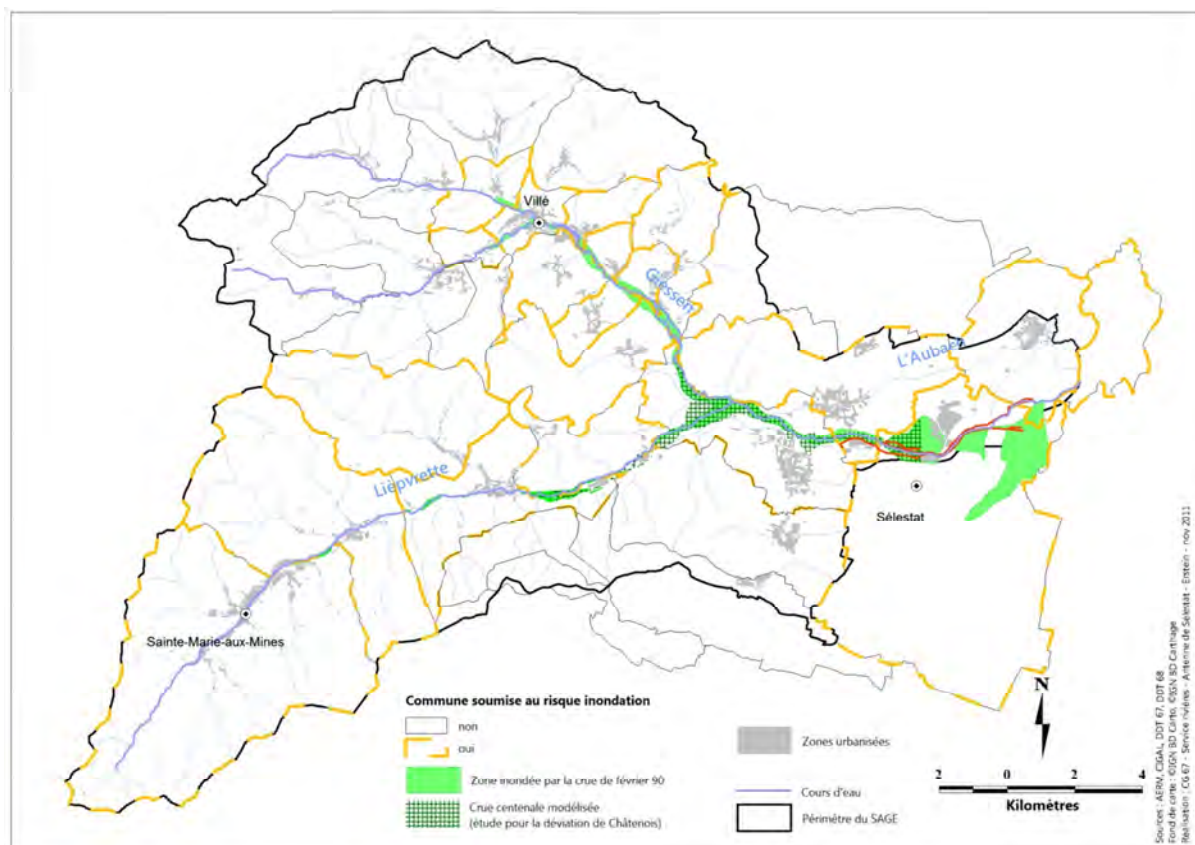 Villé
Giessen
L'Aubach
Lièpvrette
Sélestat
Sainte-Marie-aux-Mines
Commune soumise au risque inondation
non
oui
Zone inondée par la crue de février 90
Crue centenale modélisée
(étude pour la déviation de Châtenois)
Zones urbanisées
Cours d'eau
Périmètre du SAGE
N
2 0 2 4
Kilomètres
Sources : AERM, CIGAL, DDT 67, DDT 68
Fond de carte : ©IGN BD Carto, ©IGN BD Carthage
Réalisation : CG 67 - Service rivières - Antenne de Sélestat - Erstein - nov 2011